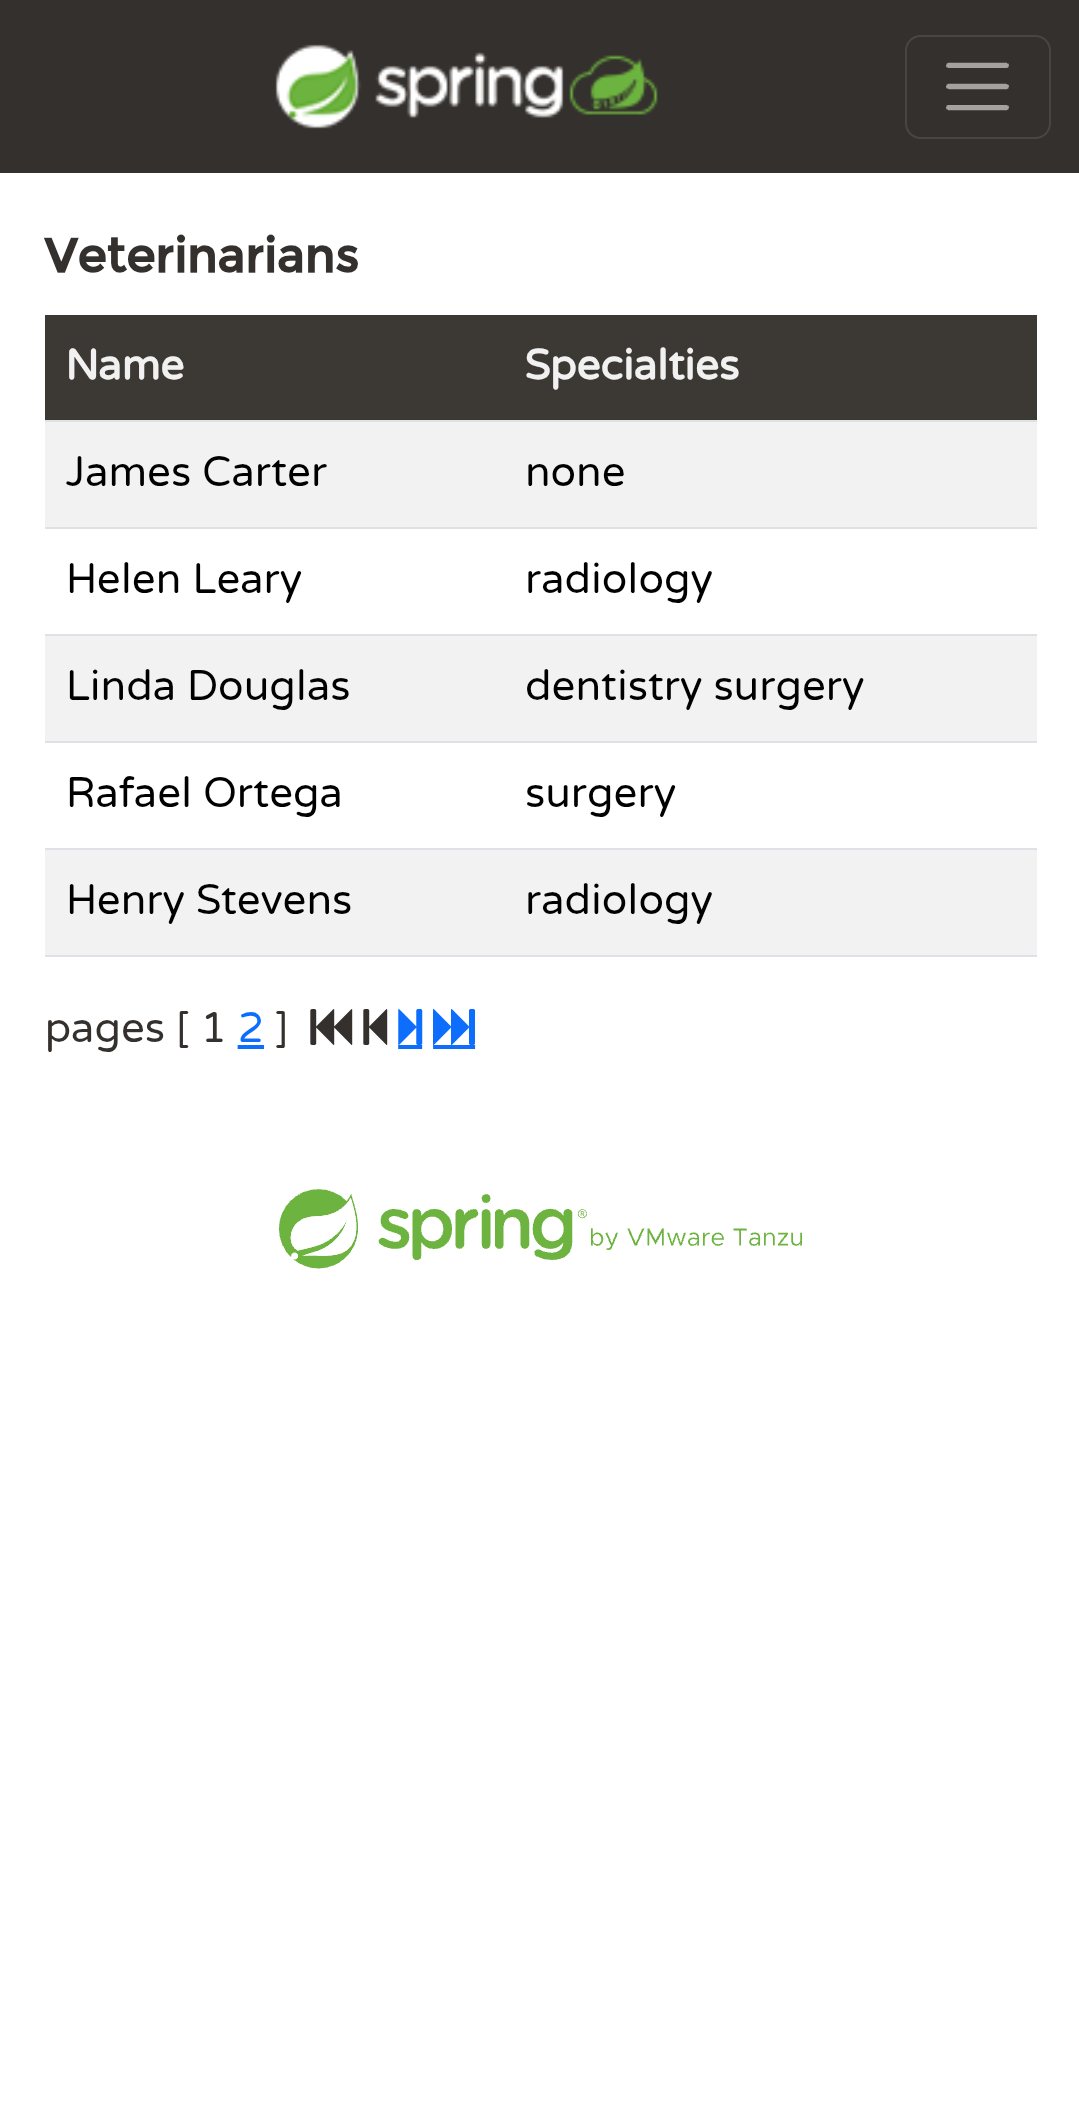 spring
Veterinarians
Name Specialties
James Carter none
Helen Leary radiology
Linda Douglas dentistry surgery
Rafael Ortega surgery
Henry Stevens radiology
pages [ 1 2 ]
spring® by VMware Tanzu